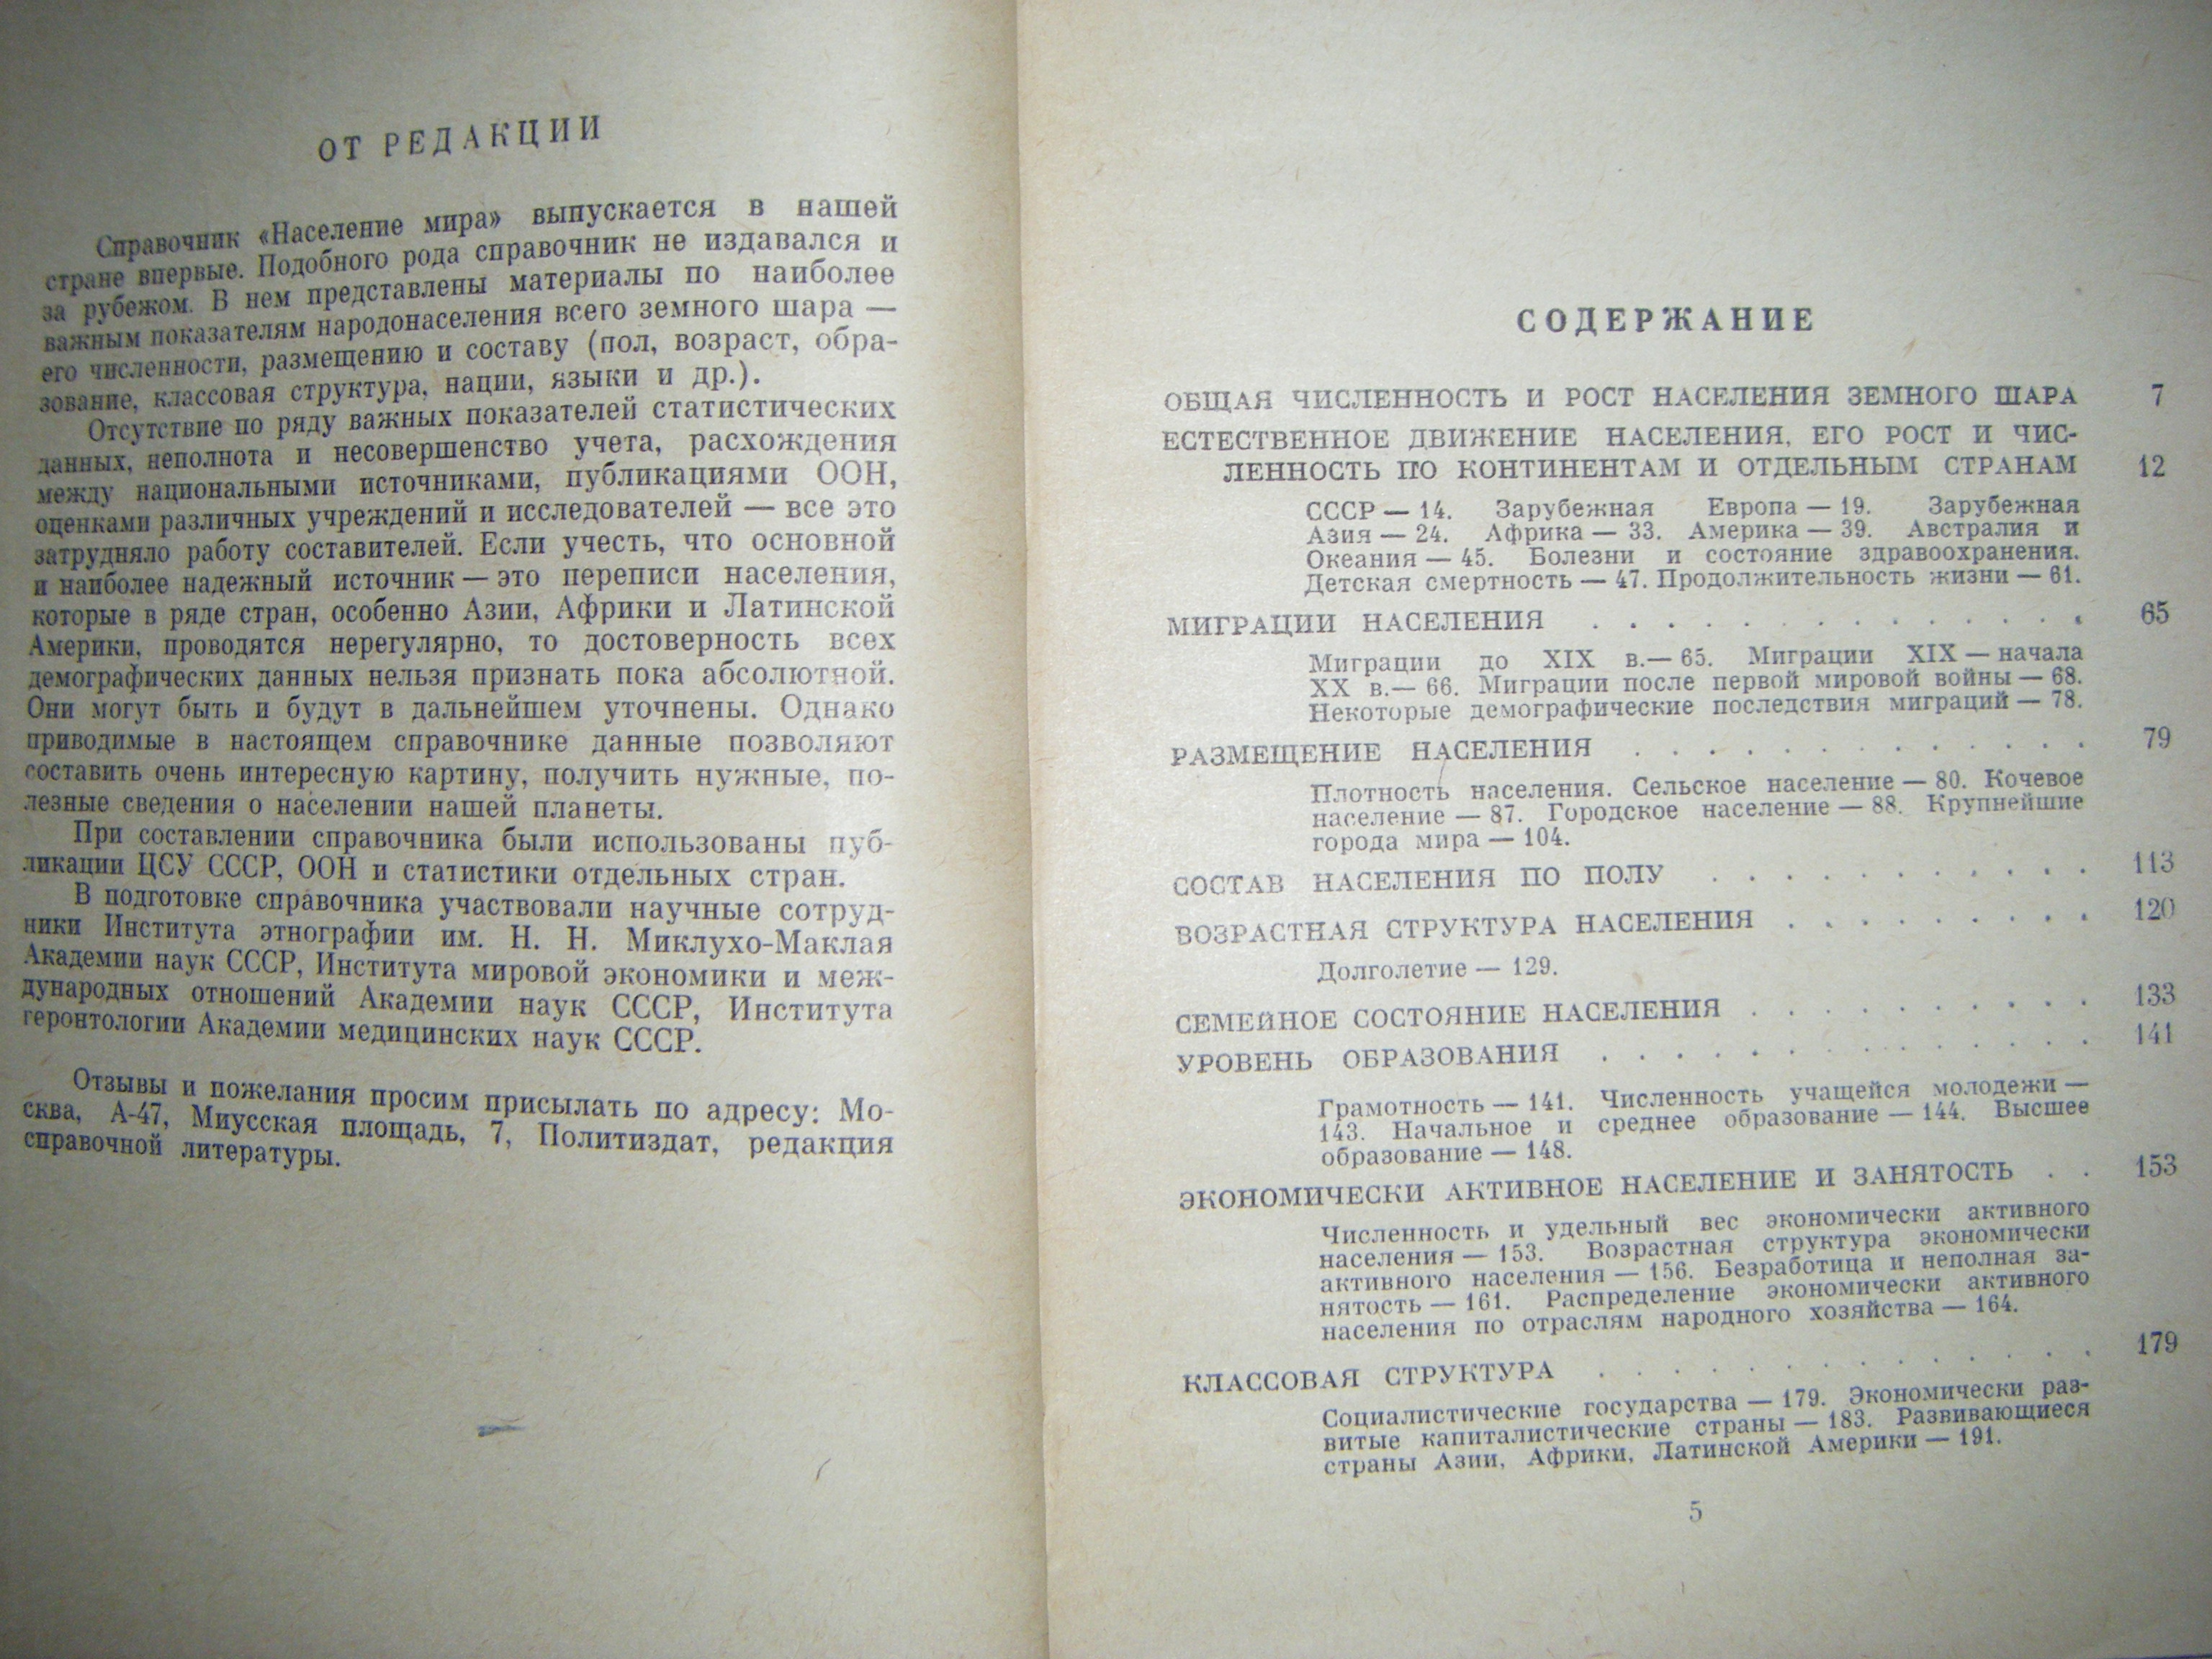 ОТ РЕДАКЦИИ
Справочник «Население мира» выпускается в нашей
стране впервые. Подобного рода справочник не издавался и
за рубежом. В нем представлены материалы по наиболее
важным показателям народонаселения всего земного шара —
его численности, размещению и составу (пол, возраст, обра-
зование, классовая структура, нации, языки и др.).
Отсутствие по ряду важных показателей статистических
данных, неполнота и несовершенство учета, расхождения
между национальными источниками, публикациями ООН,
оценками различных учреждений и исследователей — все это
затрудняло работу составителей. Если учесть, что основной
и наиболее надежный источник — это переписи населения,
которые в ряде стран, особенно Азии, Африки и Латинской
Америки, проводятся нерегулярно, то достоверность всех
демографических данных нельзя признать пока абсолютной.
Они могут быть и будут в дальнейшем уточнены. Однако
приводимые в настоящем справочнике данные позволяют
составить очень интересную картину, получить нужные, по-
лезные сведения о населении нашей планеты.
При составлении справочника были использованы пуб-
ликации ЦСУ СССР, ООН и статистики отдельных стран.
В подготовке справочника участвовали научные сотруд-
ники Института этнографии им. Н. Н. Миклухо-Маклая
Академии наук СССР, Института мировой экономики и меж-
дународных отношений Академии наук СССР, Института
геронтологии Академии медицинских наук СССР.
Отзывы и пожелания просим присылать по адресу: Мо-
сква, А-47, Миусская площадь, 7, Политиздат, редакция
справочной литературы.
СОДЕРЖАНИЕ
ОБЩАЯ ЧИСЛЕННОСТЬ И РОСТ НАСЕЛЕНИЯ ЗЕМНОГО ШАРА 7
ЕСТЕСТВЕННОЕ ДВИЖЕНИЕ НАСЕЛЕНИЯ, ЕГО РОСТ И ЧИС-
ЛЕННОСТЬ ПО КОНТИНЕНТАМ И ОТДЕЛЬНЫМ СТРАНАМ 12
СССР — 14. Зарубежная Европа — 19. Зарубежная
Азия — 24. Африка — 33. Америка — 39. Австралия и
Океания — 45. Болезни и состояние здравоохранения.
Детская смертность — 47. Продолжительность жизни — 61.
МИГРАЦИИ НАСЕЛЕНИЯ . . . . . . . . . . . . . . 65
Миграции до XIX в.— 65. Миграции XIX — начала
XX в.— 66. Миграции после первой мировой войны — 68.
Некоторые демографические последствия миграций — 78.
РАЗМЕЩЕНИЕ НАСЕЛЕНИЯ . . . . . . . . . . . . . 79
Плотность населения. Сельское население — 80. Кочевое
население — 87. Городское население — 88. Крупнейшие
города мира — 104.
СОСТАВ НАСЕЛЕНИЯ ПО ПОЛУ . . . . . . . . . . . 113
ВОЗРАСТНАЯ СТРУКТУРА НАСЕЛЕНИЯ . . . . . . . . . 120
Долголетие — 129.
СЕМЕЙНОЕ СОСТОЯНИЕ НАСЕЛЕНИЯ . . . . . . . . . . 133
УРОВЕНЬ ОБРАЗОВАНИЯ . . . . . . . . . . . . . . 141
Грамотность — 141. Численность учащейся молодежи —
143. Начальное и среднее образование — 144. Высшее
образование — 148.
ЭКОНОМИЧЕСКИ АКТИВНОЕ НАСЕЛЕНИЕ И ЗАНЯТОСТЬ . . 153
Численность и удельный вес экономически активного
населения — 153. Возрастная структура экономически
активного населения — 156. Безработица и неполная за-
нятость — 161. Распределение экономически активного
населения по отраслям народного хозяйства — 164.
КЛАССОВАЯ СТРУКТУРА . . . . . . . . . . . . . . 179
Социалистические государства — 179. Экономически раз-
витые капиталистические страны — 183. Развивающиеся
страны Азии, Африки, Латинской Америки — 191.
5